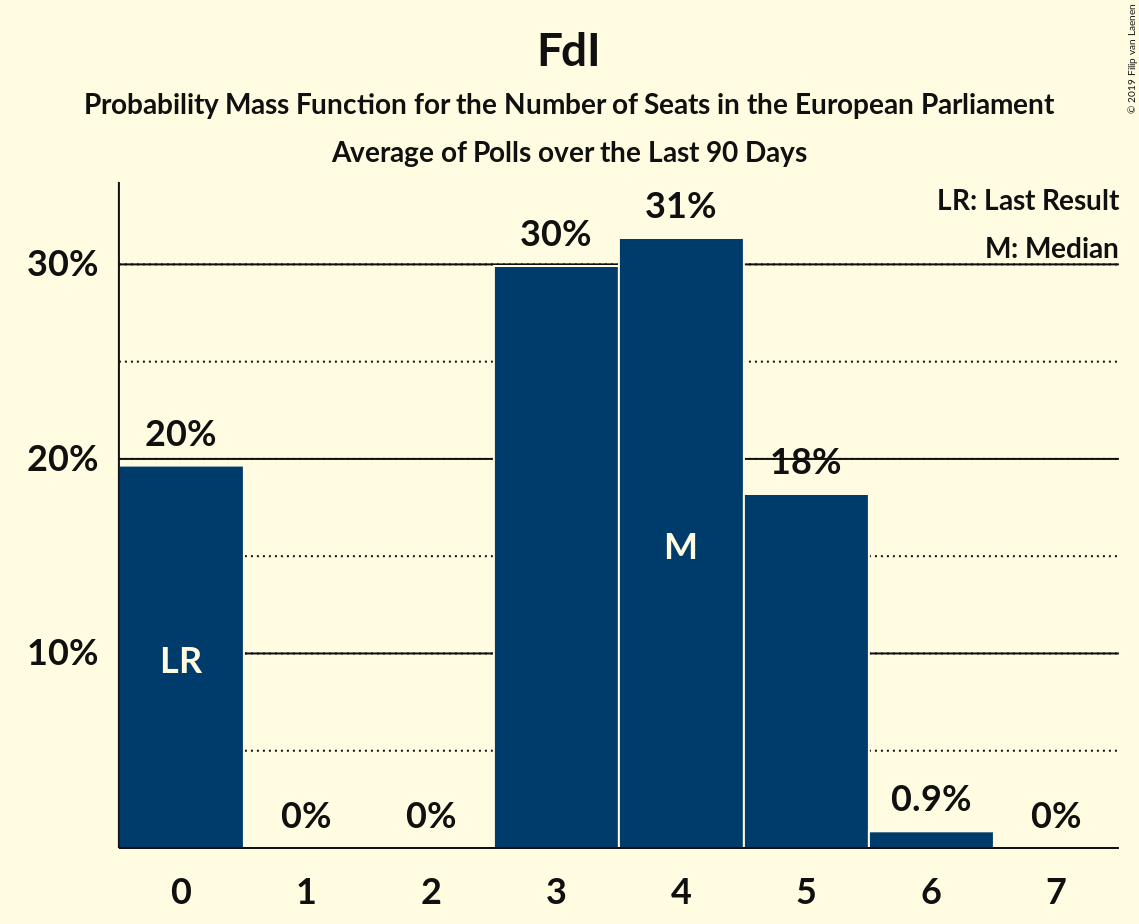 FdI
Probability Mass Function for the Number of Seats in the European Parliament
Average of Polls over the Last 90 Days
© 2019 Filip van Laenen
LR: Last Result
M: Median
30%
20%
10%
20%
0%
0%
30%
31%
18%
0.9%
0%
LR
M
0 1 2 3 4 5 6 7